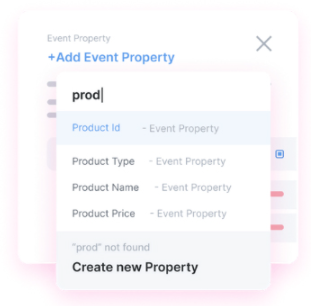 Event Property
+Add Event Property
prod
Product Id - Event Property
Product Type - Event Property
Product Name - Event Property
Product Price - Event Property
"prod" not found
Create new Property